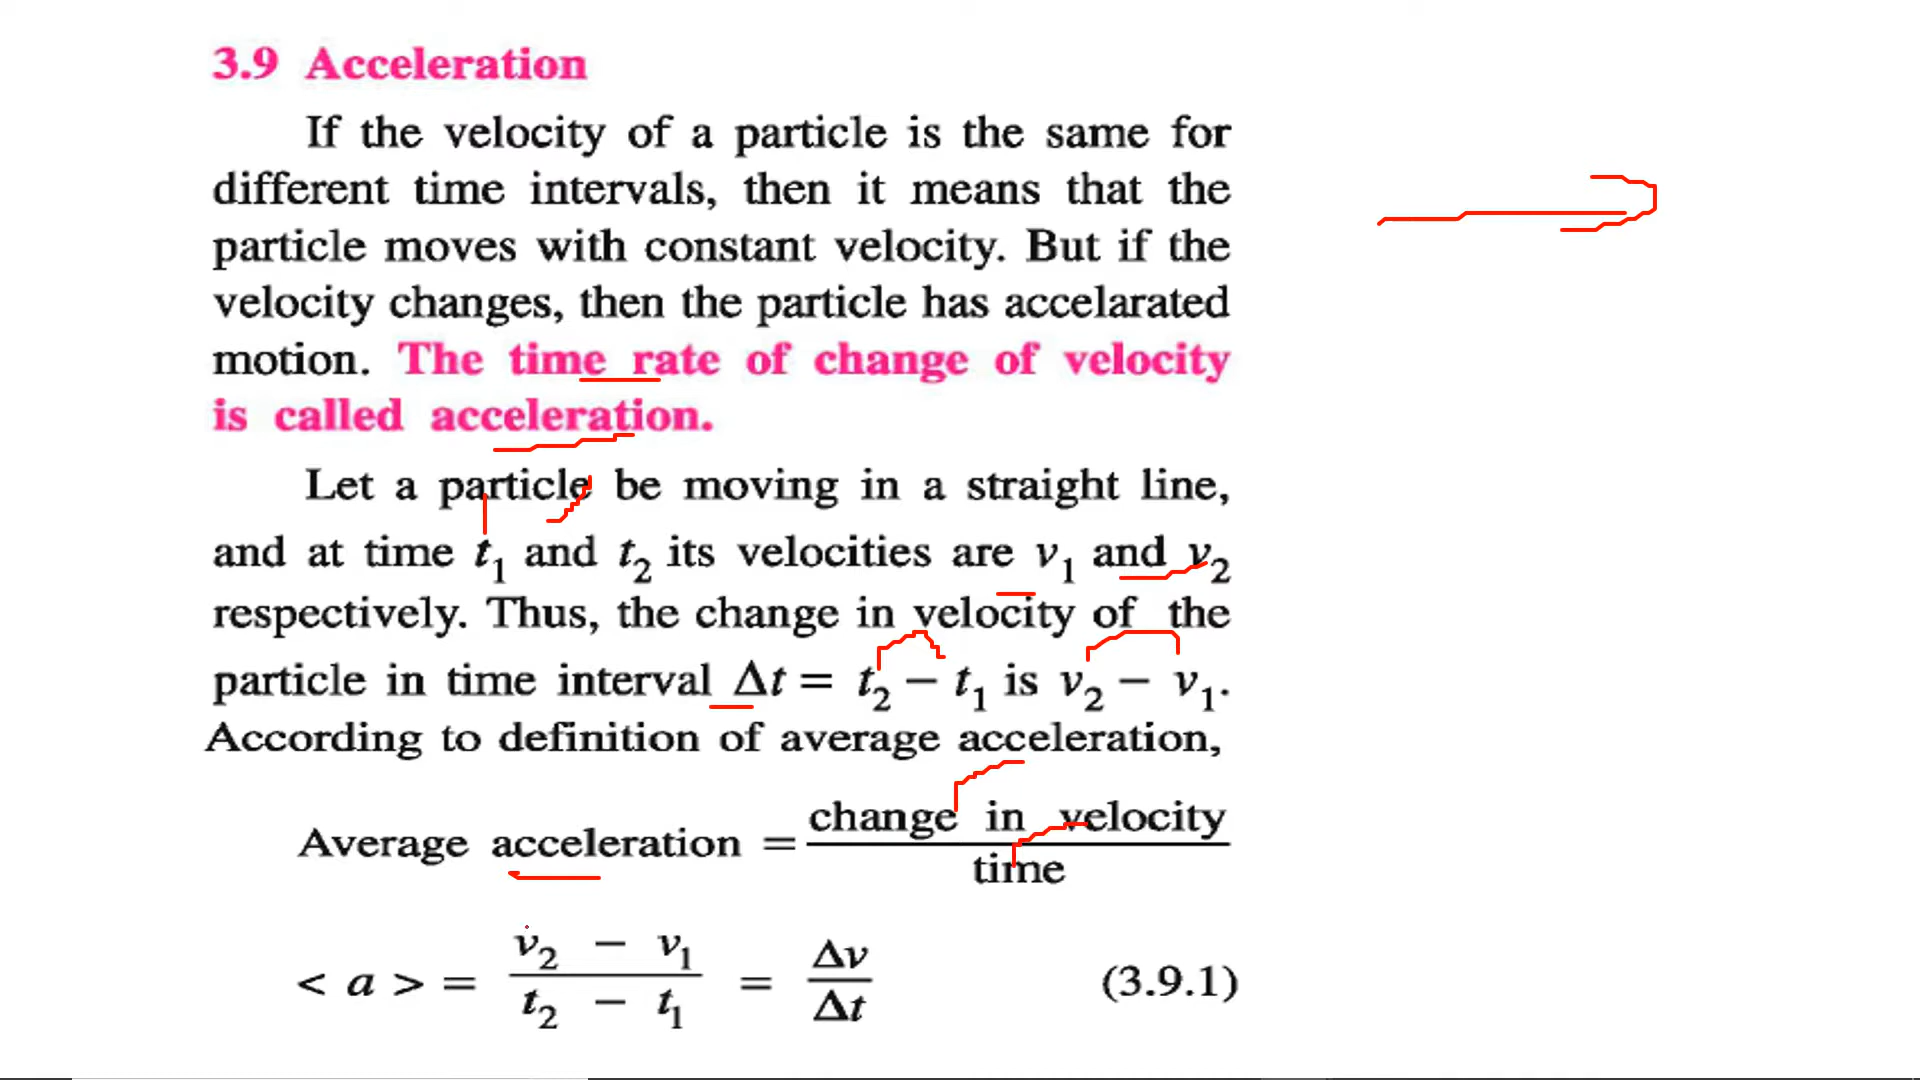 3.9 Acceleration
If the velocity of a particle is the same for
different time intervals, then it means that the
particle moves with constant velocity. But if the
velocity changes, then the particle has accelarated
motion. The time rate of change of velocity
is called acceleration.
Let a particle be moving in a straight line,
and at time t₁ and t₂ its velocities are v₁ and v₂
respectively. Thus, the change in velocity of the
particle in time interval Δt = t₂ − t₁ is v₂ − v₁.
According to definition of average acceleration,
Average acceleration = change in velocity / time
< a > = (v₂ − v₁) / (t₂ − t₁) = Δv / Δt (3.9.1)